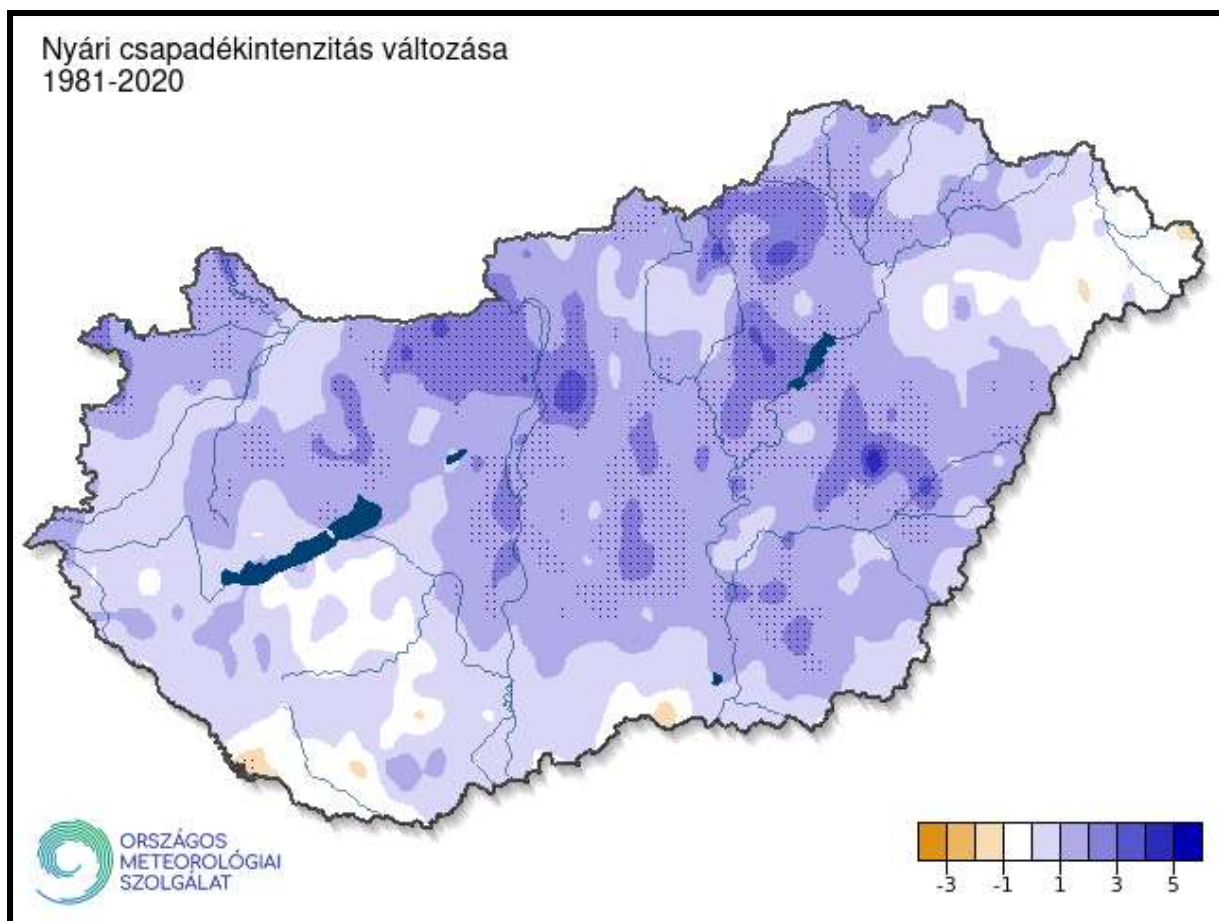 Nyári csapadékintenzitás változása
1981-2020
ORSZÁGOS
METEOROLÓGIAI
SZOLGÁLAT
-3 -1 1 3 5